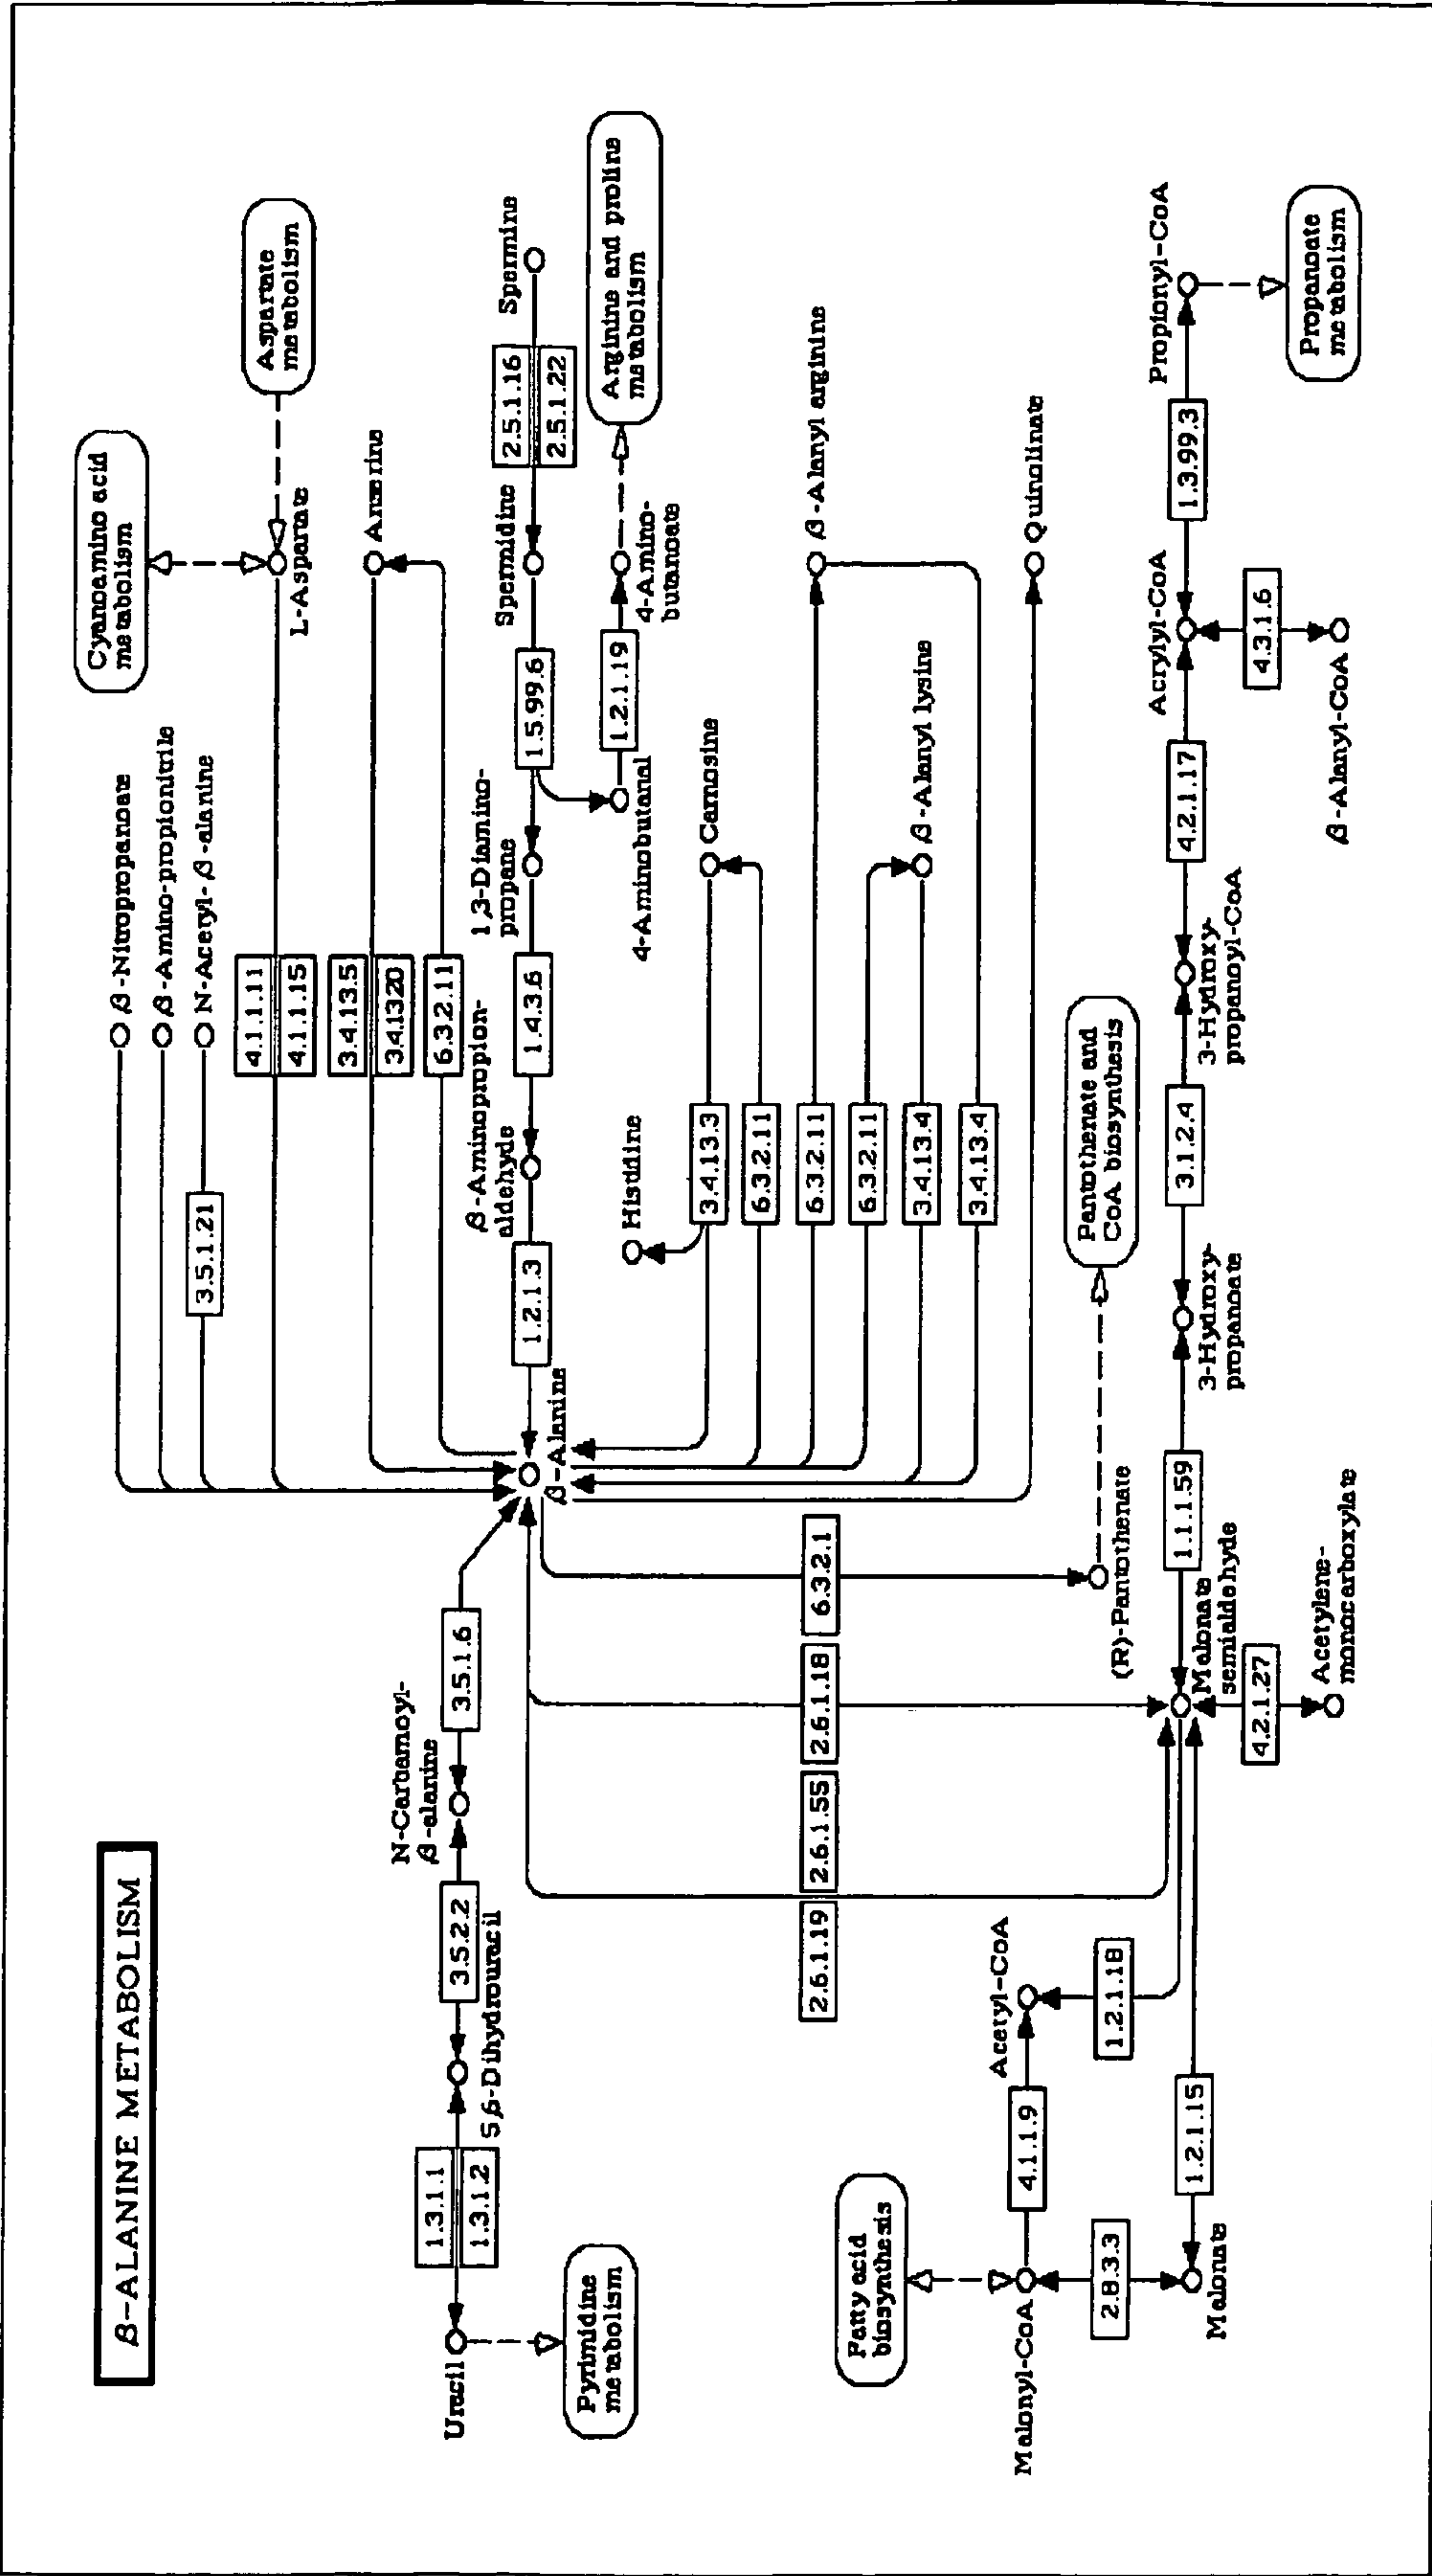 β-ALANINE METABOLISM
Cyanoamino acid
metabolism
Aspartate
metabolism
β-Nitropropanoate
β-Amino-propionitrile
N-Acetyl-β-alanine
3.5.1.21
L-Aspartate
4.1.1.11
4.1.1.15
Anserine
3.4.13.5
3.4.1320
6.3.2.11
Uracil
1.3.1.1
1.3.1.2
5,6-Dihydrouracil
3.5.2.2
N-Carbamoyl-
β-alanine
3.5.1.6
Pyrimidine
metabolism
β-Alanine
1.2.1.3
β-Aminopropion-
aldehyde
1.4.3.6
1,3-Diamino-
propane
1.5.99.6
Spermidine
2.5.1.16
2.5.1.22
Spermine
4-Aminobutanal
1.2.1.19
4-Amino-
butanoate
Arginine and proline
metabolism
Histidine
3.4.13.3
Carnosine
6.3.2.11
6.3.2.11
β-Alanyl arginine
6.3.2.11
β-Alanyl lysine
3.4.13.4
3.4.13.4
Quinolinate
2.6.1.19
2.6.1.55
2.6.1.18
6.3.2.1
Pantothenate and
CoA biosynthesis
(R)-Pantothenate
Fatty acid
biosynthesis
Malonyl-CoA
4.1.1.9
Acetyl-CoA
2.8.3.3
1.2.1.18
Malonate
1.2.1.15
Malonate
semialdehyde
1.1.1.59
3-Hydroxy-
propanoate
3.1.2.4
3-Hydroxy-
propanoyl-CoA
4.2.1.17
Acrylyl-CoA
1.3.99.3
Propionyl-CoA
4.2.1.27
Acetylene-
monocarboxylate
4.3.1.6
β-Alanyl-CoA
Propanoate
metabolism